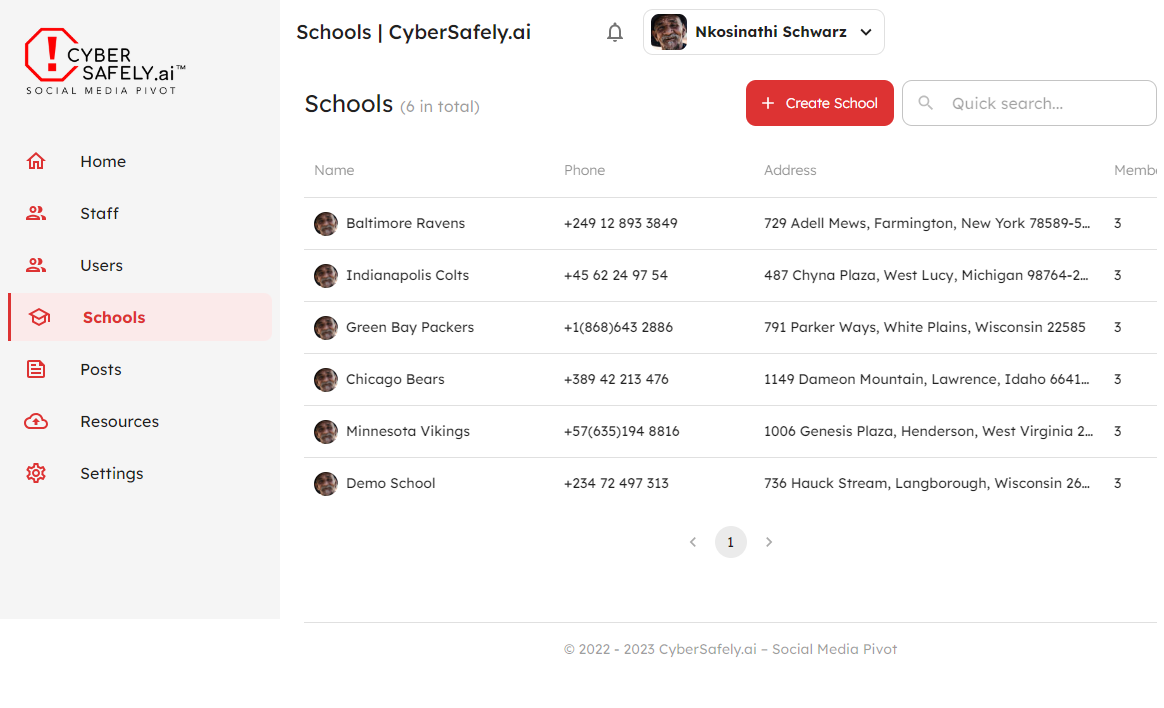 CYBER
SAFELY.ai™
SOCIAL MEDIA PIVOT
Home
Staff
Users
Schools
Posts
Resources
Settings
Schools | CyberSafely.ai
Nkosinathi Schwarz
Schools (6 in total)
+ Create School
Quick search...
Name Phone Address Membe
Baltimore Ravens +249 12 893 3849 729 Adell Mews, Farmington, New York 78589-5... 3
Indianapolis Colts +45 62 24 97 54 487 Chyna Plaza, West Lucy, Michigan 98764-2... 3
Green Bay Packers +1(868)643 2886 791 Parker Ways, White Plains, Wisconsin 22585 3
Chicago Bears +389 42 213 476 1149 Dameon Mountain, Lawrence, Idaho 6641... 3
Minnesota Vikings +57(635)194 8816 1006 Genesis Plaza, Henderson, West Virginia 2... 3
Demo School +234 72 497 313 736 Hauck Stream, Langborough, Wisconsin 26... 3
< 1 >
© 2022 - 2023 CyberSafely.ai – Social Media Pivot